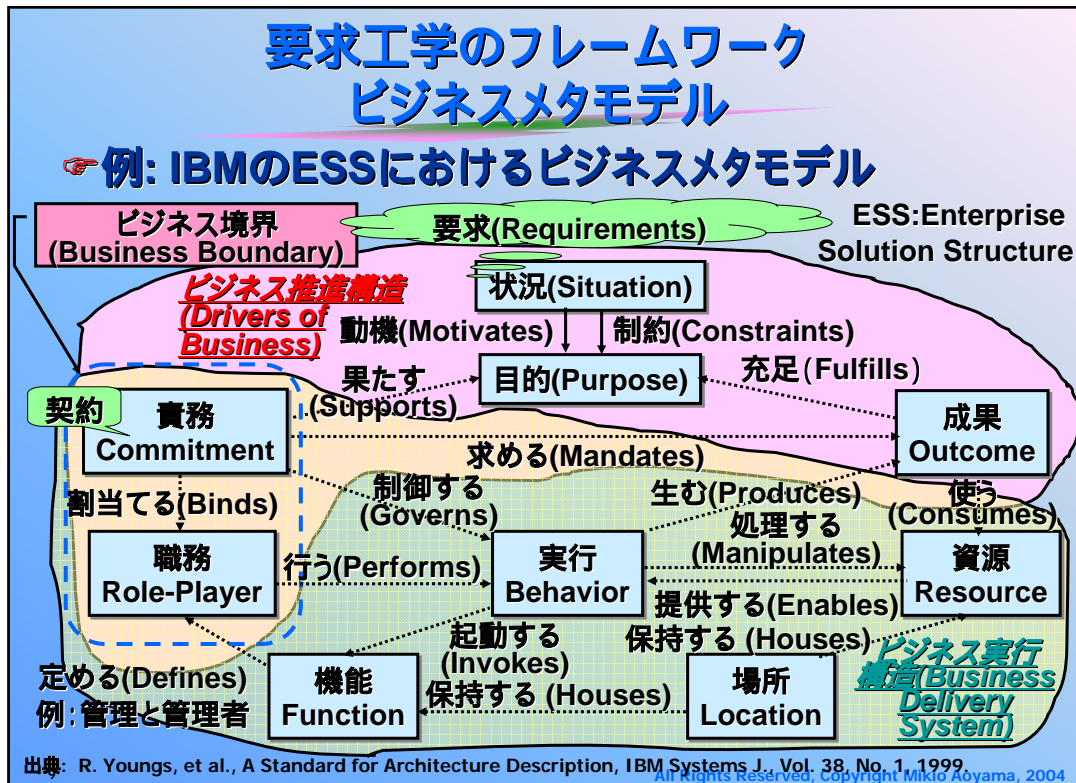 要求工学のフレームワーク
ビジネスメタモデル
☞例: IBMのESSにおけるビジネスメタモデル
ビジネス境界
(Business Boundary)
要求(Requirements)
ESS:Enterprise
Solution Structure
ビジネス推進構造
(Drivers of
Business)
状況(Situation)
動機(Motivates)
制約(Constraints)
目的(Purpose)
果たす
(Supports)
充足(Fulfills)
契約
責務
Commitment
成果
Outcome
求める(Mandates)
割当てる(Binds)
制御する
(Governs)
生む(Produces)
使う
(Consumes)
処理する
(Manipulates)
職務
Role-Player
行う(Performs)
実行
Behavior
資源
Resource
提供する(Enables)
起動する
(Invokes)
保持する (Houses)
ビジネス実行
構造(Business
Delivery
System)
定める(Defines)
例:管理と管理者
機能
Function
保持する (Houses)
場所
Location
出典: R. Youngs, et al., A Standard for Architecture Description, IBM Systems J., Vol. 38, No. 1, 1999.
All Rights Reserved, Copyright Mikio Aoyama, 2004